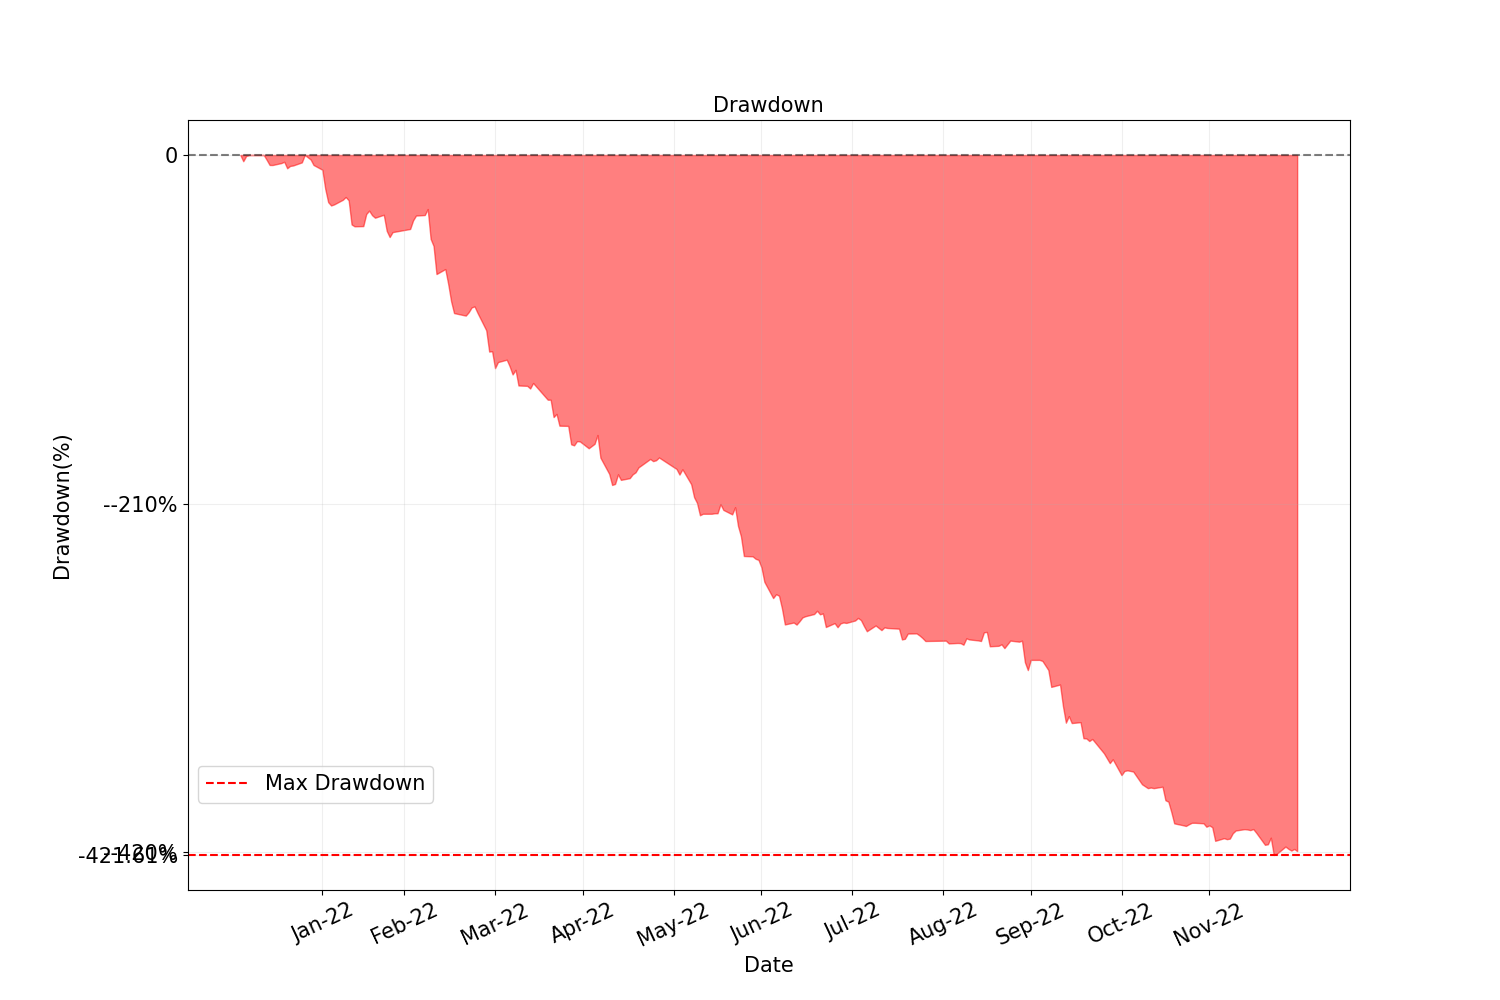 Drawdown
0
--210%
--420%
-421.61%
Drawdown(%)
Max Drawdown
Jan-22
Feb-22
Mar-22
Apr-22
May-22
Jun-22
Jul-22
Aug-22
Sep-22
Oct-22
Nov-22
Date